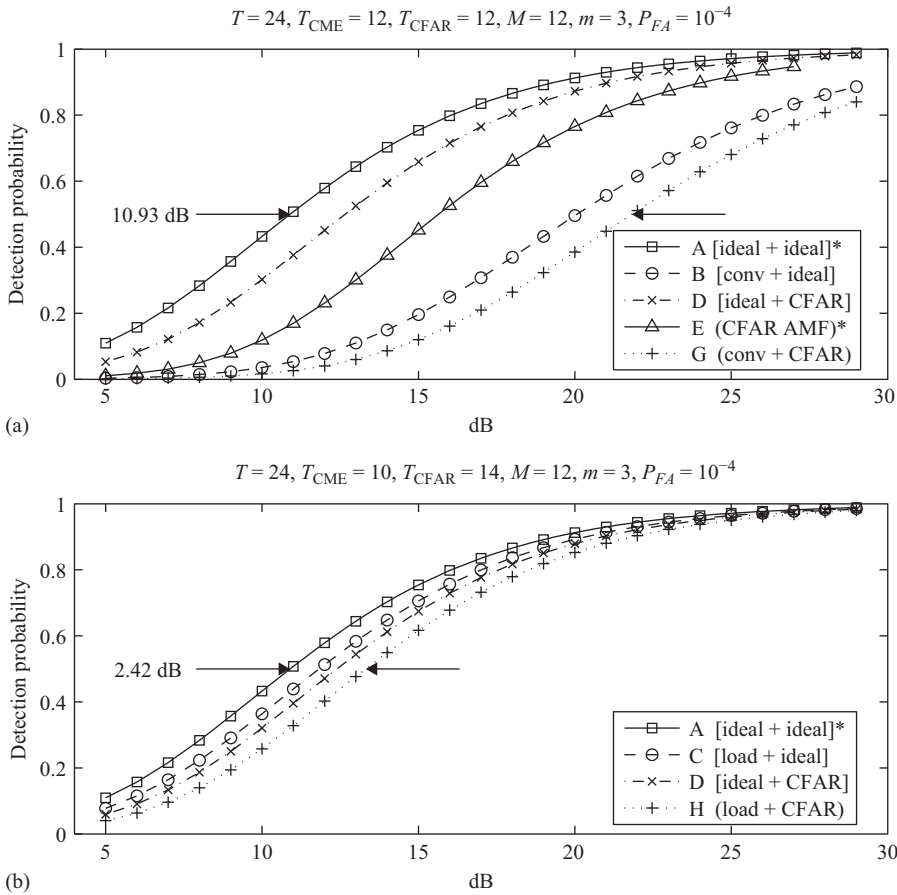 T = 24, T_CME = 12, T_CFAR = 12, M = 12, m = 3, P_FA = 10^-4
Detection probability
1
0.8
0.6
0.4
0.2
0
10.93 dB
A [ideal + ideal]*
B [conv + ideal]
D [ideal + CFAR]
E (CFAR AMF)*
G (conv + CFAR)
5 10 15 20 25 30
(a)
dB
T = 24, T_CME = 10, T_CFAR = 14, M = 12, m = 3, P_FA = 10^-4
Detection probability
1
0.8
0.6
0.4
0.2
0
2.42 dB
A [ideal + ideal]*
C [load + ideal]
D [ideal + CFAR]
H (load + CFAR)
5 10 15 20 25 30
(b)
dB